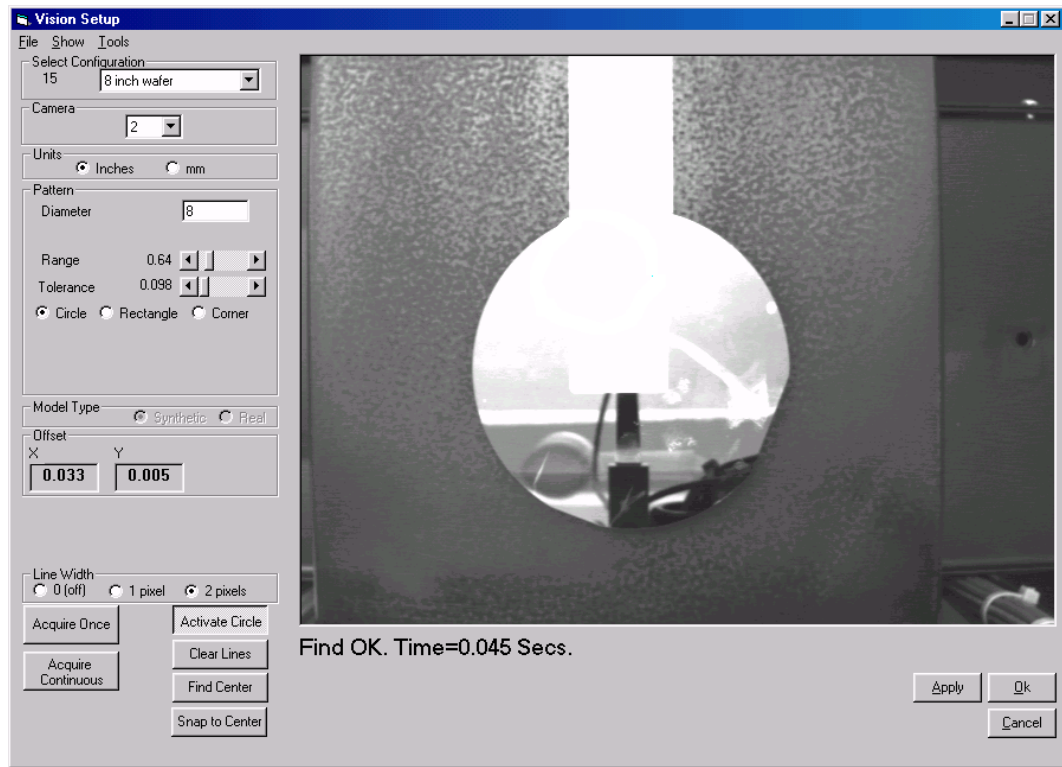 Vision Setup
File Show Tools
Select Configuration
15 8 inch wafer
Camera
2
Units
Inches mm
Pattern
Diameter 8
Range 0.64
Tolerance 0.098
Circle Rectangle Corner
Model Type
Synthetic Real
Offset
X Y
0.033 0.005
Line Width
0 (off) 1 pixel 2 pixels
Acquire Once
Activate Circle
Clear Lines
Acquire
Continuous
Find Center
Snap to Center
Find OK. Time=0.045 Secs.
Apply Ok
Cancel